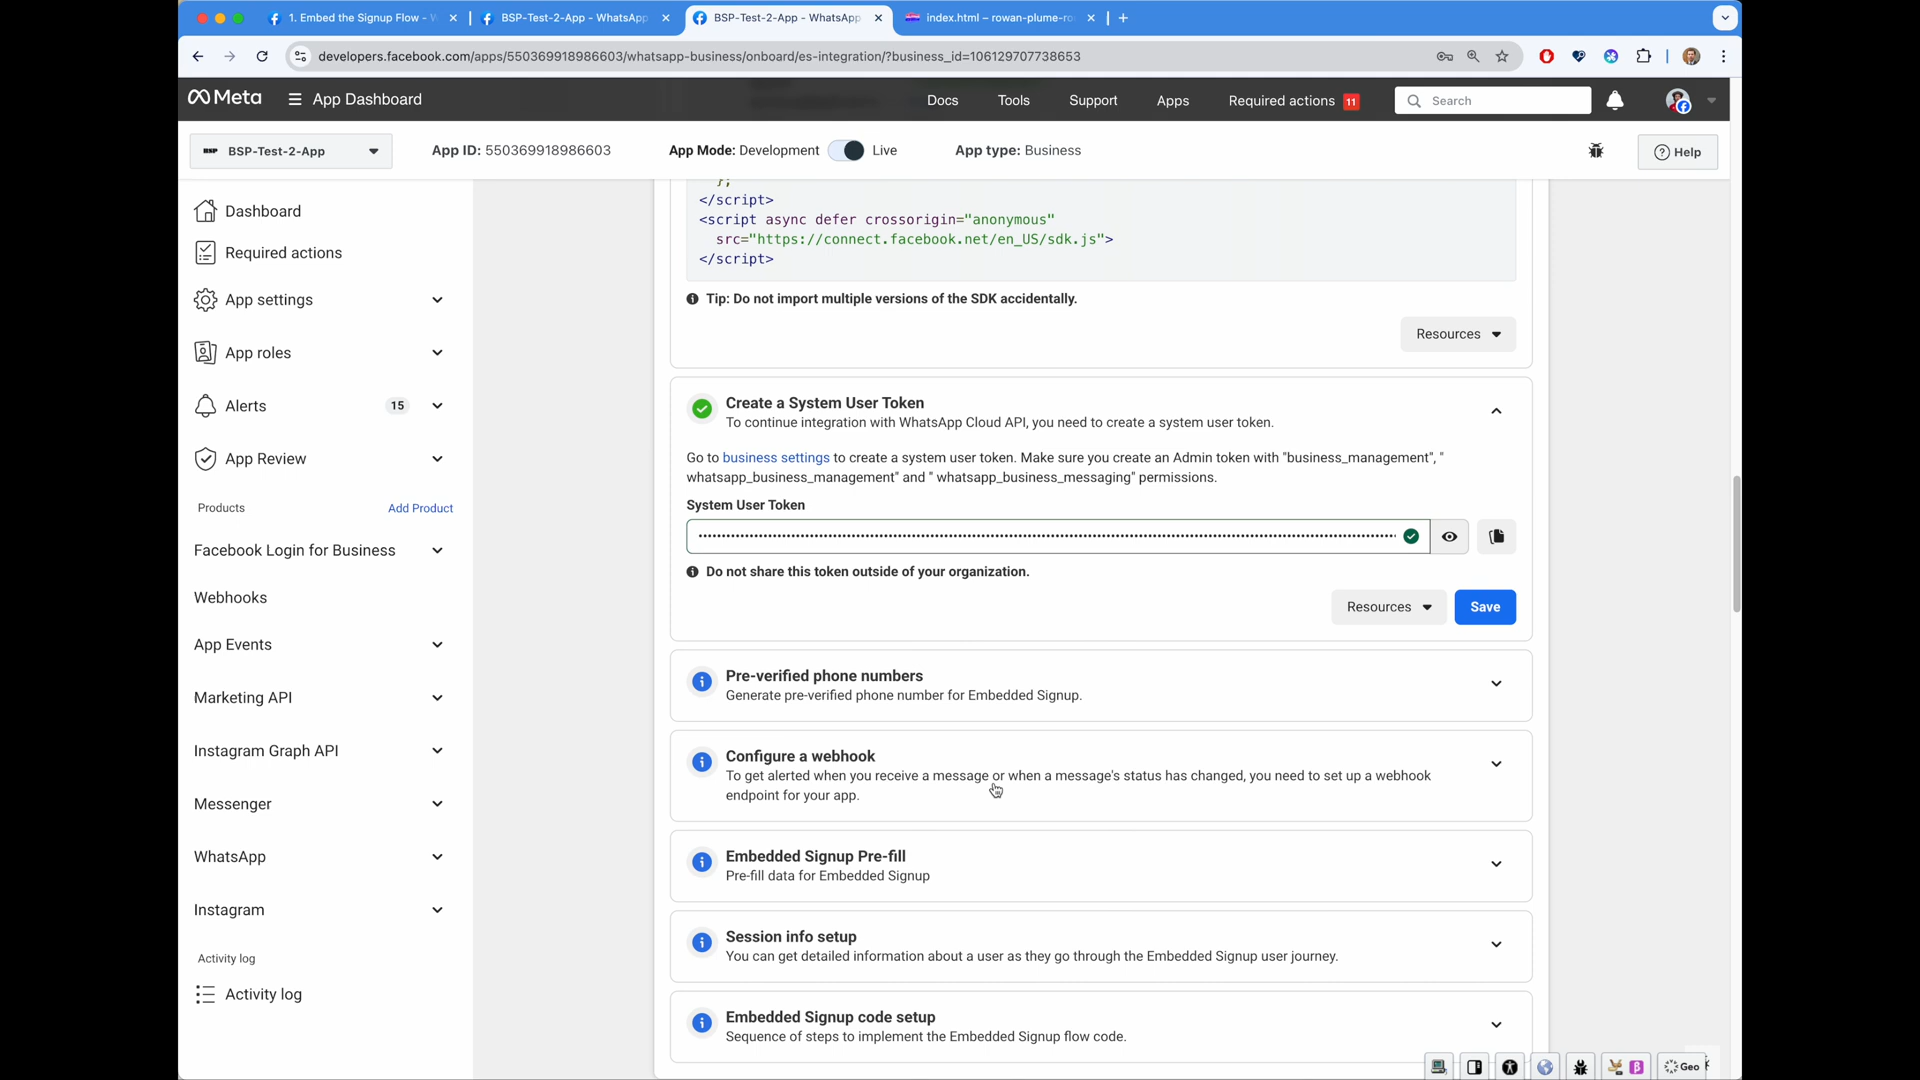 1. Embed the Signup Flow - W
BSP-Test-2-App - WhatsApp
BSP-Test-2-App - WhatsApp
index.html – rowan-plume-ro
developers.facebook.com/apps/550369918986603/whatsapp-business/onboard/es-integration/?business_id=106129707738653
Meta
App Dashboard
Docs
Tools
Support
Apps
Required actions 11
Search
BSP
BSP-Test-2-App
App ID: 550369918986603
App Mode: Development
Live
App type: Business
Help
Dashboard
Required actions
App settings
App roles
Alerts
15
App Review
Products
Add Product
Facebook Login for Business
Webhooks
App Events
Marketing API
Instagram Graph API
Messenger
WhatsApp
Instagram
Activity log
Activity log
};
</script>
<script async defer crossorigin="anonymous"
src="https://connect.facebook.net/en_US/sdk.js">
</script>
Tip: Do not import multiple versions of the SDK accidentally.
Resources
Create a System User Token
To continue integration with WhatsApp Cloud API, you need to create a system user token.
Go to business settings to create a system user token. Make sure you create an Admin token with "business_management", "
whatsapp_business_management" and " whatsapp_business_messaging" permissions.
System User Token
Do not share this token outside of your organization.
Resources
Save
Pre-verified phone numbers
Generate pre-verified phone number for Embedded Signup.
Configure a webhook
To get alerted when you receive a message or when a message's status has changed, you need to set up a webhook
endpoint for your app.
Embedded Signup Pre-fill
Pre-fill data for Embedded Signup
Session info setup
You can get detailed information about a user as they go through the Embedded Signup user journey.
Embedded Signup code setup
Sequence of steps to implement the Embedded Signup flow code.
Geo